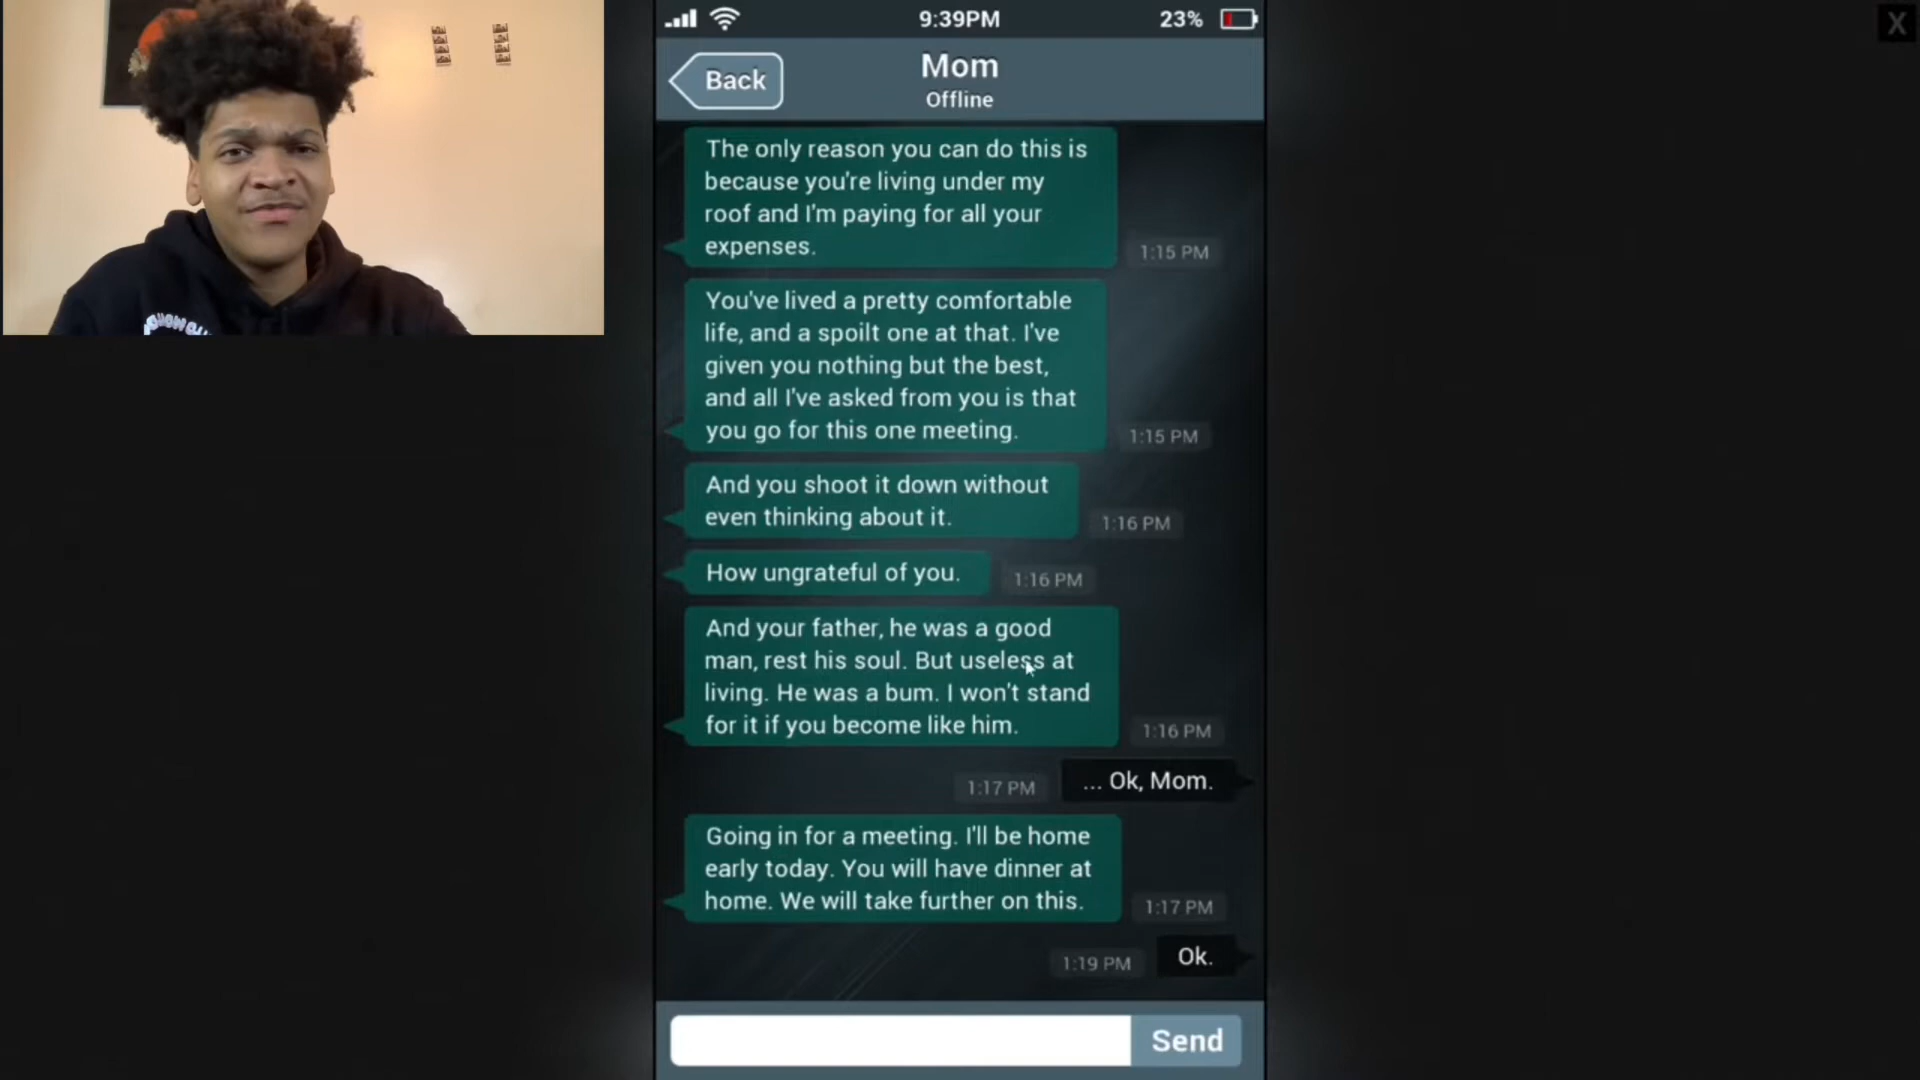 9:39PM
23%
X
Back
Mom
Offline
The only reason you can do this is
because you're living under my
roof and I'm paying for all your
expenses.
1:15 PM
You've lived a pretty comfortable
life, and a spoilt one at that. I've
given you nothing but the best,
and all I've asked from you is that
you go for this one meeting.
1:15 PM
And you shoot it down without
even thinking about it.
1:16 PM
How ungrateful of you.
1:16 PM
And your father, he was a good
man, rest his soul. But useless at
living. He was a bum. I won't stand
for it if you become like him.
1:16 PM
... Ok, Mom.
1:17 PM
Going in for a meeting. I'll be home
early today. You will have dinner at
home. We will take further on this.
1:17 PM
Ok.
1:19 PM
Send